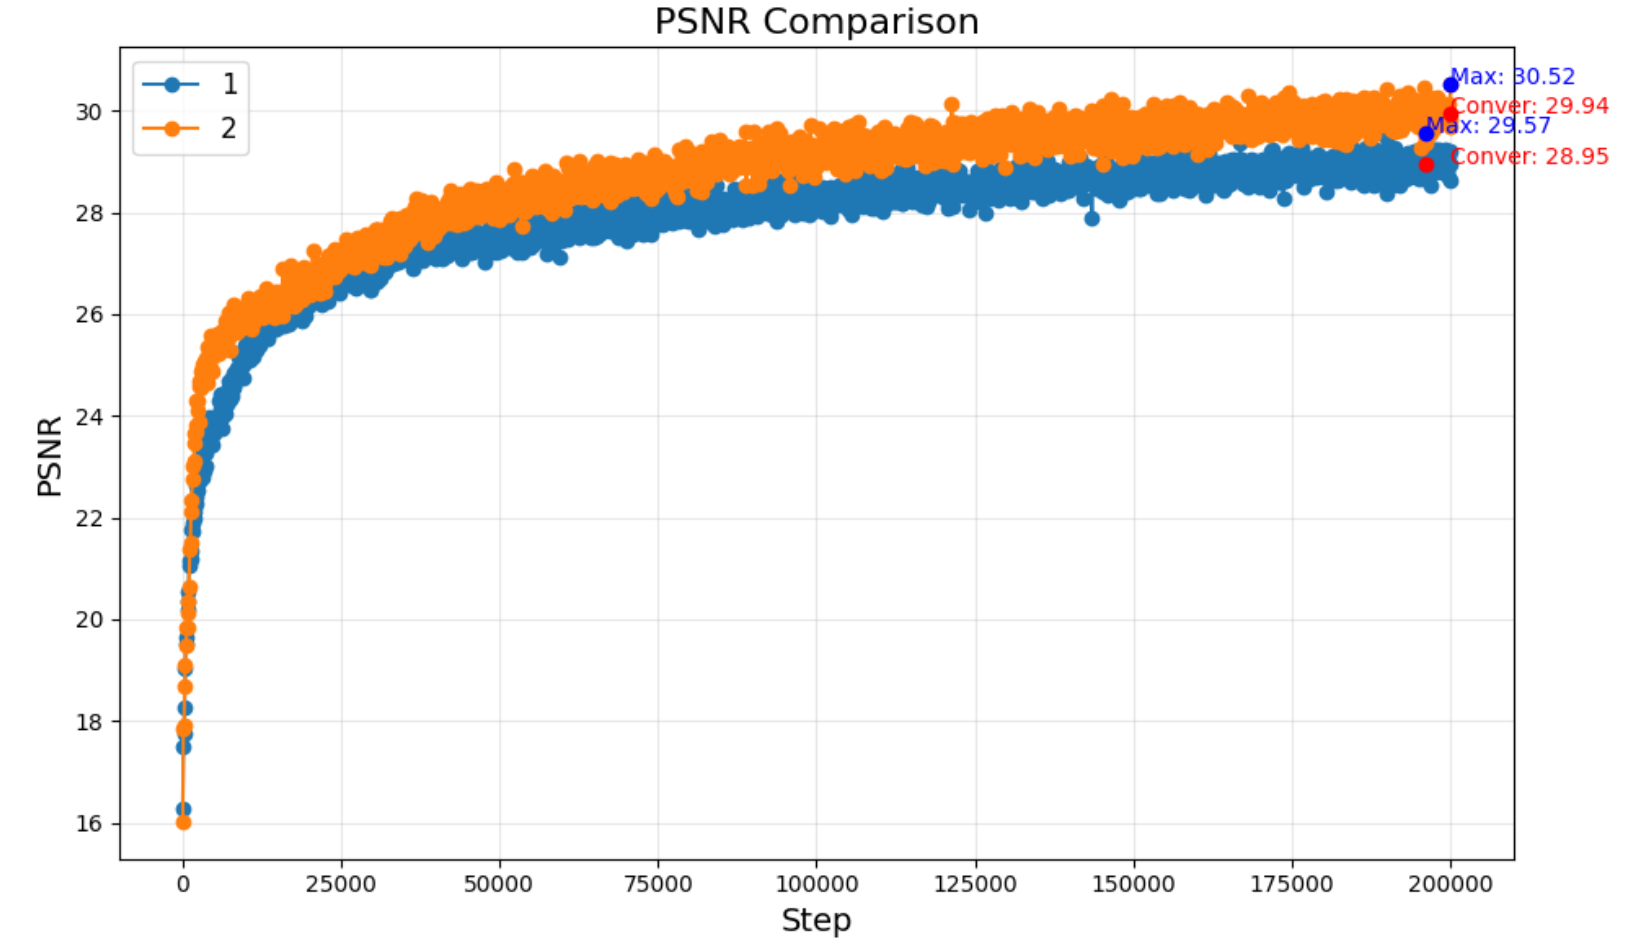 PSNR Comparison
1
2
Max: 30.52
Conver: 29.94
Max: 29.57
Conver: 28.95
PSNR
30
28
26
24
22
20
18
16
0 25000 50000 75000 100000 125000 150000 175000 200000
Step